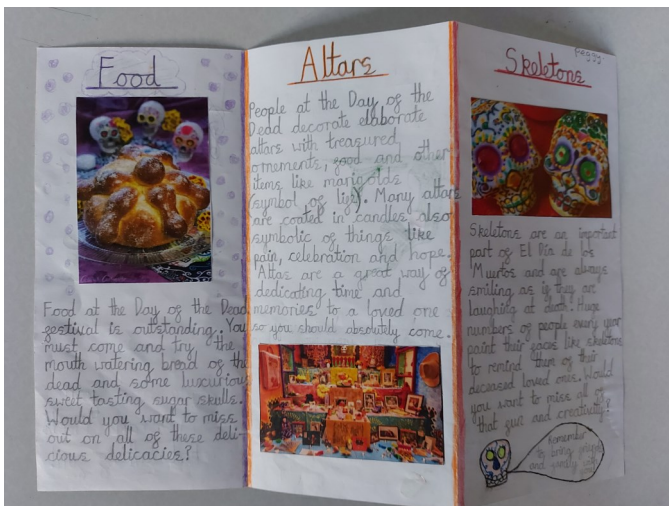 Food
Food at the Day of the Dead
festival is outstanding. You
must come and try the
mouth watering bread of the
dead and some luxurious
sweet tasting sugar skulls.
Would you want to miss
out on all of these deli-
cious delicacies?
Altars
People at the Day of the
Dead decorate elaborate
altars with treasured
ornements, food and other
items like marigolds
(symbol of life). Many altars
are coated in candles also
symbolic of things like
pain, celebration and hope.
Altas are a great way of
dedicating time and
memories to a loved one
so you should absolutely come.
Skeletons
Skeletons are an important
part of El Día de los
Muertos and are always
smiling as if they are
laughing at death. Huge
numbers of people every year
paint their faces like skeletons
to remind them of their
deceased loved ones. Would
you want to miss all of
that fun and creativity?
Remember
to bring
and